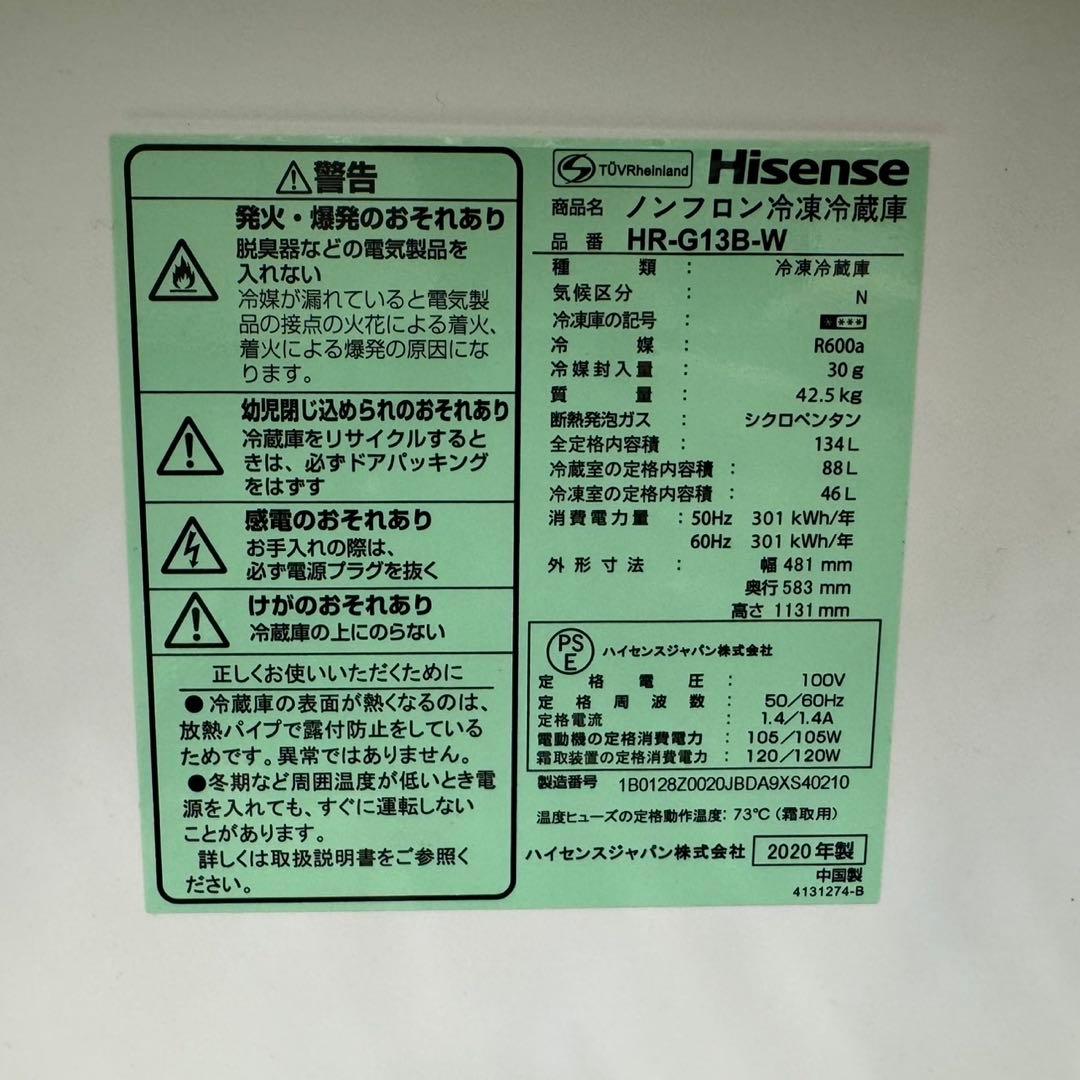 ⚠警告
発火・爆発のおそれあり
脱臭器などの電気製品を
入れない
冷媒が漏れていると電気製
品の接点の火花による着火、
着火による爆発の原因にな
ります。
幼児閉じ込められのおそれあり
冷蔵庫をリサイクルすると
きは、必ずドアパッキング
をはずす
感電のおそれあり
お手入れの際は、
必ず電源プラグを抜く
けがのおそれあり
冷蔵庫の上にのらない
正しくお使いいただくために
●冷蔵庫の表面が熱くなるのは、
放熱パイプで露付防止をしている
ためです。異常ではありません。
●冬期など周囲温度が低いとき電
源を入れても、すぐに運転しない
ことがあります。
詳しくは取扱説明書をご参照く
ださい。
TÜVRheinland Hisense
商品名 ノンフロン冷凍冷蔵庫
品番 HR-G13B-W
種類 : 冷凍冷蔵庫
気候区分 : N
冷凍庫の記号 : * ***
冷媒 : R600a
冷媒封入量 : 30g
質量 : 42.5kg
断熱発泡ガス : シクロペンタン
全定格内容積 : 134L
冷蔵室の定格内容積 : 88L
冷凍室の定格内容積 : 46L
消費電力量 : 50Hz 301 kWh/年
60Hz 301 kWh/年
外形寸法 : 幅 481 mm
奥行 583 mm
高さ 1131 mm
PSE ハイセンスジャパン株式会社
定格電圧 : 100V
定格周波数 : 50/60Hz
定格電流 : 1.4/1.4A
電動機の定格消費電力 : 105/105W
霜取装置の定格消費電力 : 120/120W
製造番号 1B0128Z0020JBDA9XS40210
温度ヒューズの定格動作温度: 73℃（霜取用）
ハイセンスジャパン株式会社 2020年製
中国製
4131274-B